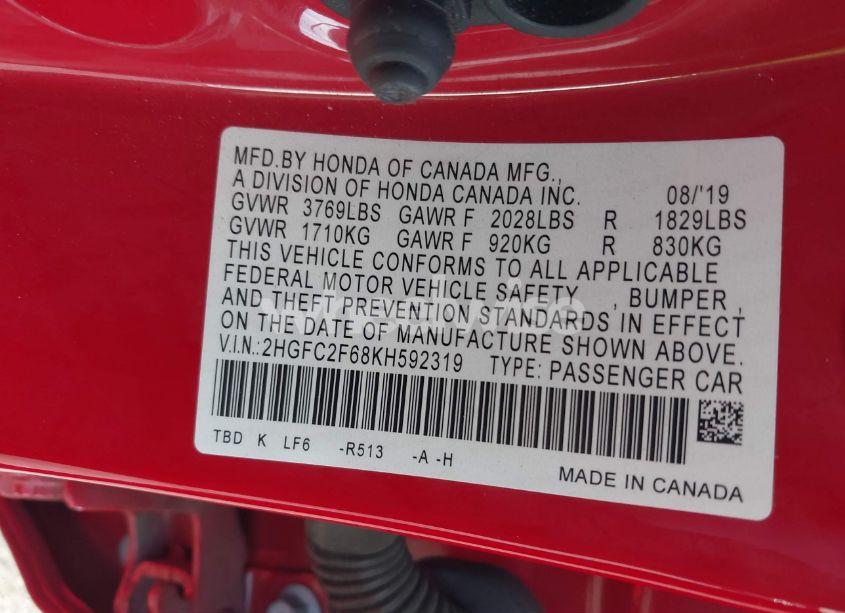 MFD.BY HONDA OF CANADA MFG.,
A DIVISION OF HONDA CANADA INC. 08/'19
GVWR 3769LBS GAWR F 2028LBS R 1829LBS
GVWR 1710KG GAWR F 920KG R 830KG
THIS VEHICLE CONFORMS TO ALL APPLICABLE
FEDERAL MOTOR VEHICLE SAFETY , BUMPER ,
AND THEFT PREVENTION STANDARDS IN EFFECT
ON THE DATE OF MANUFACTURE SHOWN ABOVE.
V.I.N.:2HGFC2F68KH592319 TYPE: PASSENGER CAR
TBD K LF6 -R513 -A -H
MADE IN CANADA